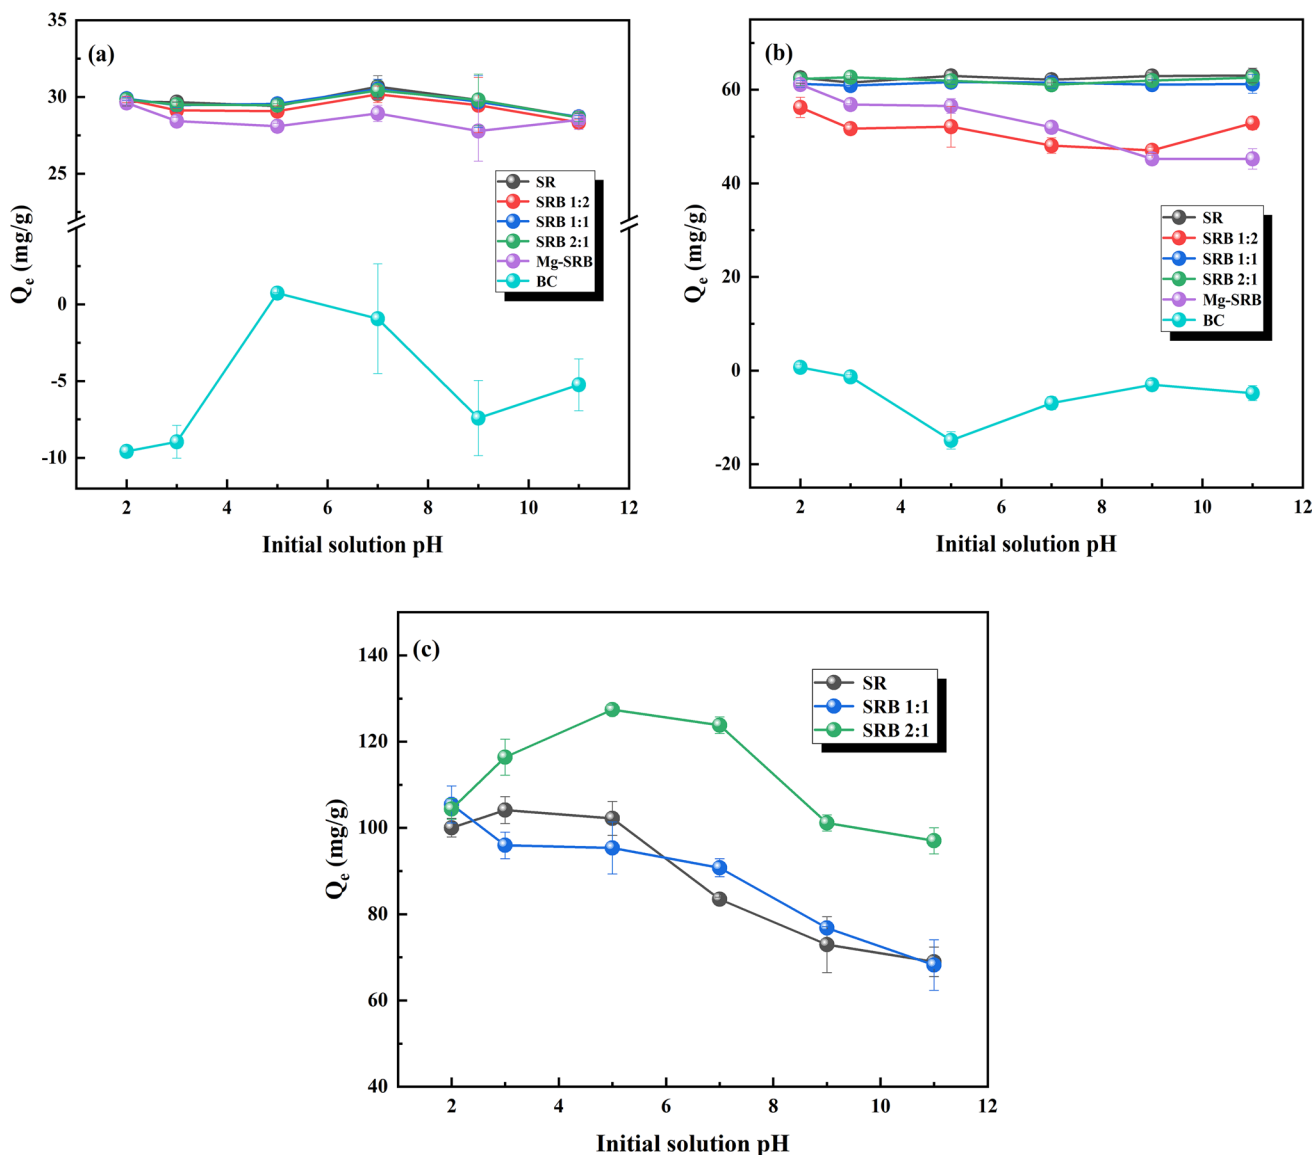 (a)
35
30
25
0
-5
-10
Qe (mg/g)
SR
SRB 1:2
SRB 1:1
SRB 2:1
Mg-SRB
BC
2 4 6 8 10 12
Initial solution pH
(b)
60
40
20
0
-20
Qe (mg/g)
SR
SRB 1:2
SRB 1:1
SRB 2:1
Mg-SRB
BC
2 4 6 8 10 12
Initial solution pH
(c)
140
120
100
80
60
40
Qe (mg/g)
SR
SRB 1:1
SRB 2:1
2 4 6 8 10 12
Initial solution pH